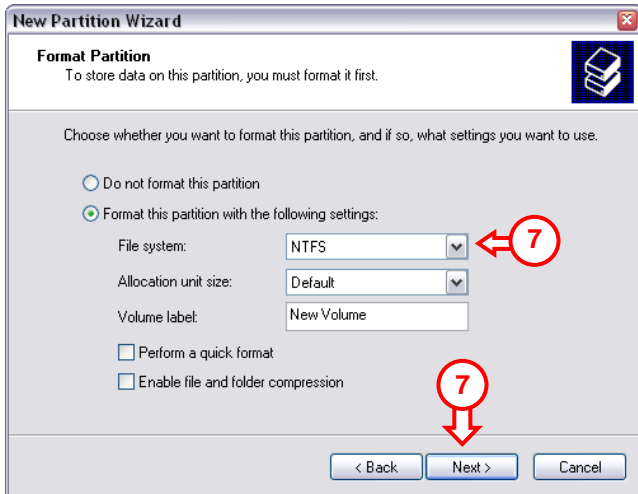 New Partition Wizard
Format Partition
To store data on this partition, you must format it first.
Choose whether you want to format this partition, and if so, what settings you want to use.
Do not format this partition
Format this partition with the following settings:
File system: NTFS 7
Allocation unit size: Default
Volume label: New Volume
Perform a quick format
Enable file and folder compression
7
< Back Next > Cancel